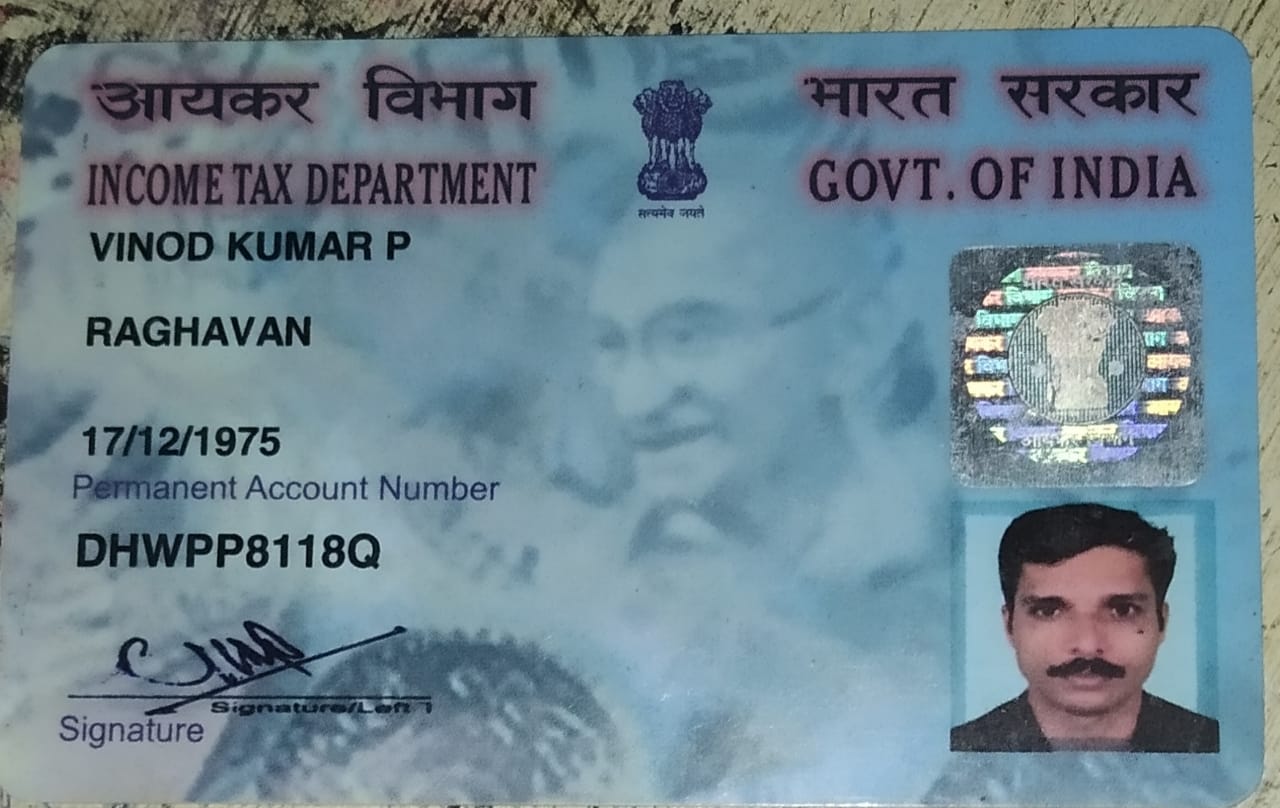 आयकर विभाग
INCOME TAX DEPARTMENT
सत्यमेव जयते
भारत सरकार
GOVT. OF INDIA
VINOD KUMAR P
RAGHAVAN
17/12/1975
Permanent Account Number
DHWPP8118Q
Signature/Left
Signature